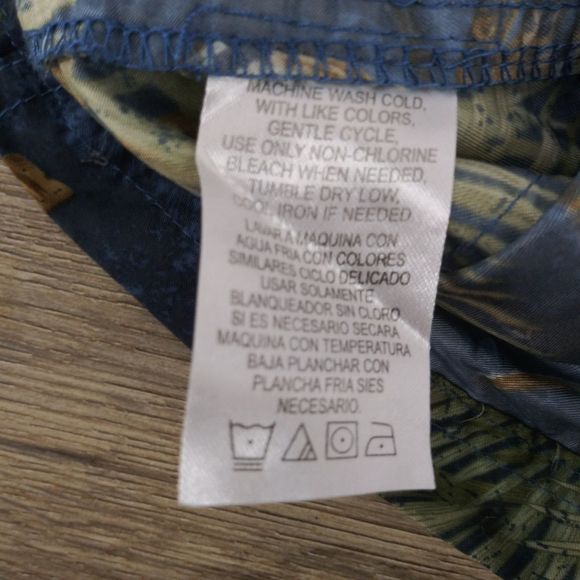 MACHINE WASH COLD,
WITH LIKE COLORS,
GENTLE CYCLE,
USE ONLY NON-CHLORINE
BLEACH WHEN NEEDED,
TUMBLE DRY LOW,
COOL IRON IF NEEDED
LAVAR A MAQUINA CON
AGUA FRIA CON COLORES
SIMILARES CICLO DELICADO
USAR SOLAMENTE
BLANQUEADOR SIN CLORO
SI ES NECESARIO SECARA
MAQUINA CON TEMPERATURA
BAJA PLANCHAR CON
PLANCHA FRIA SIES
NECESARIO.